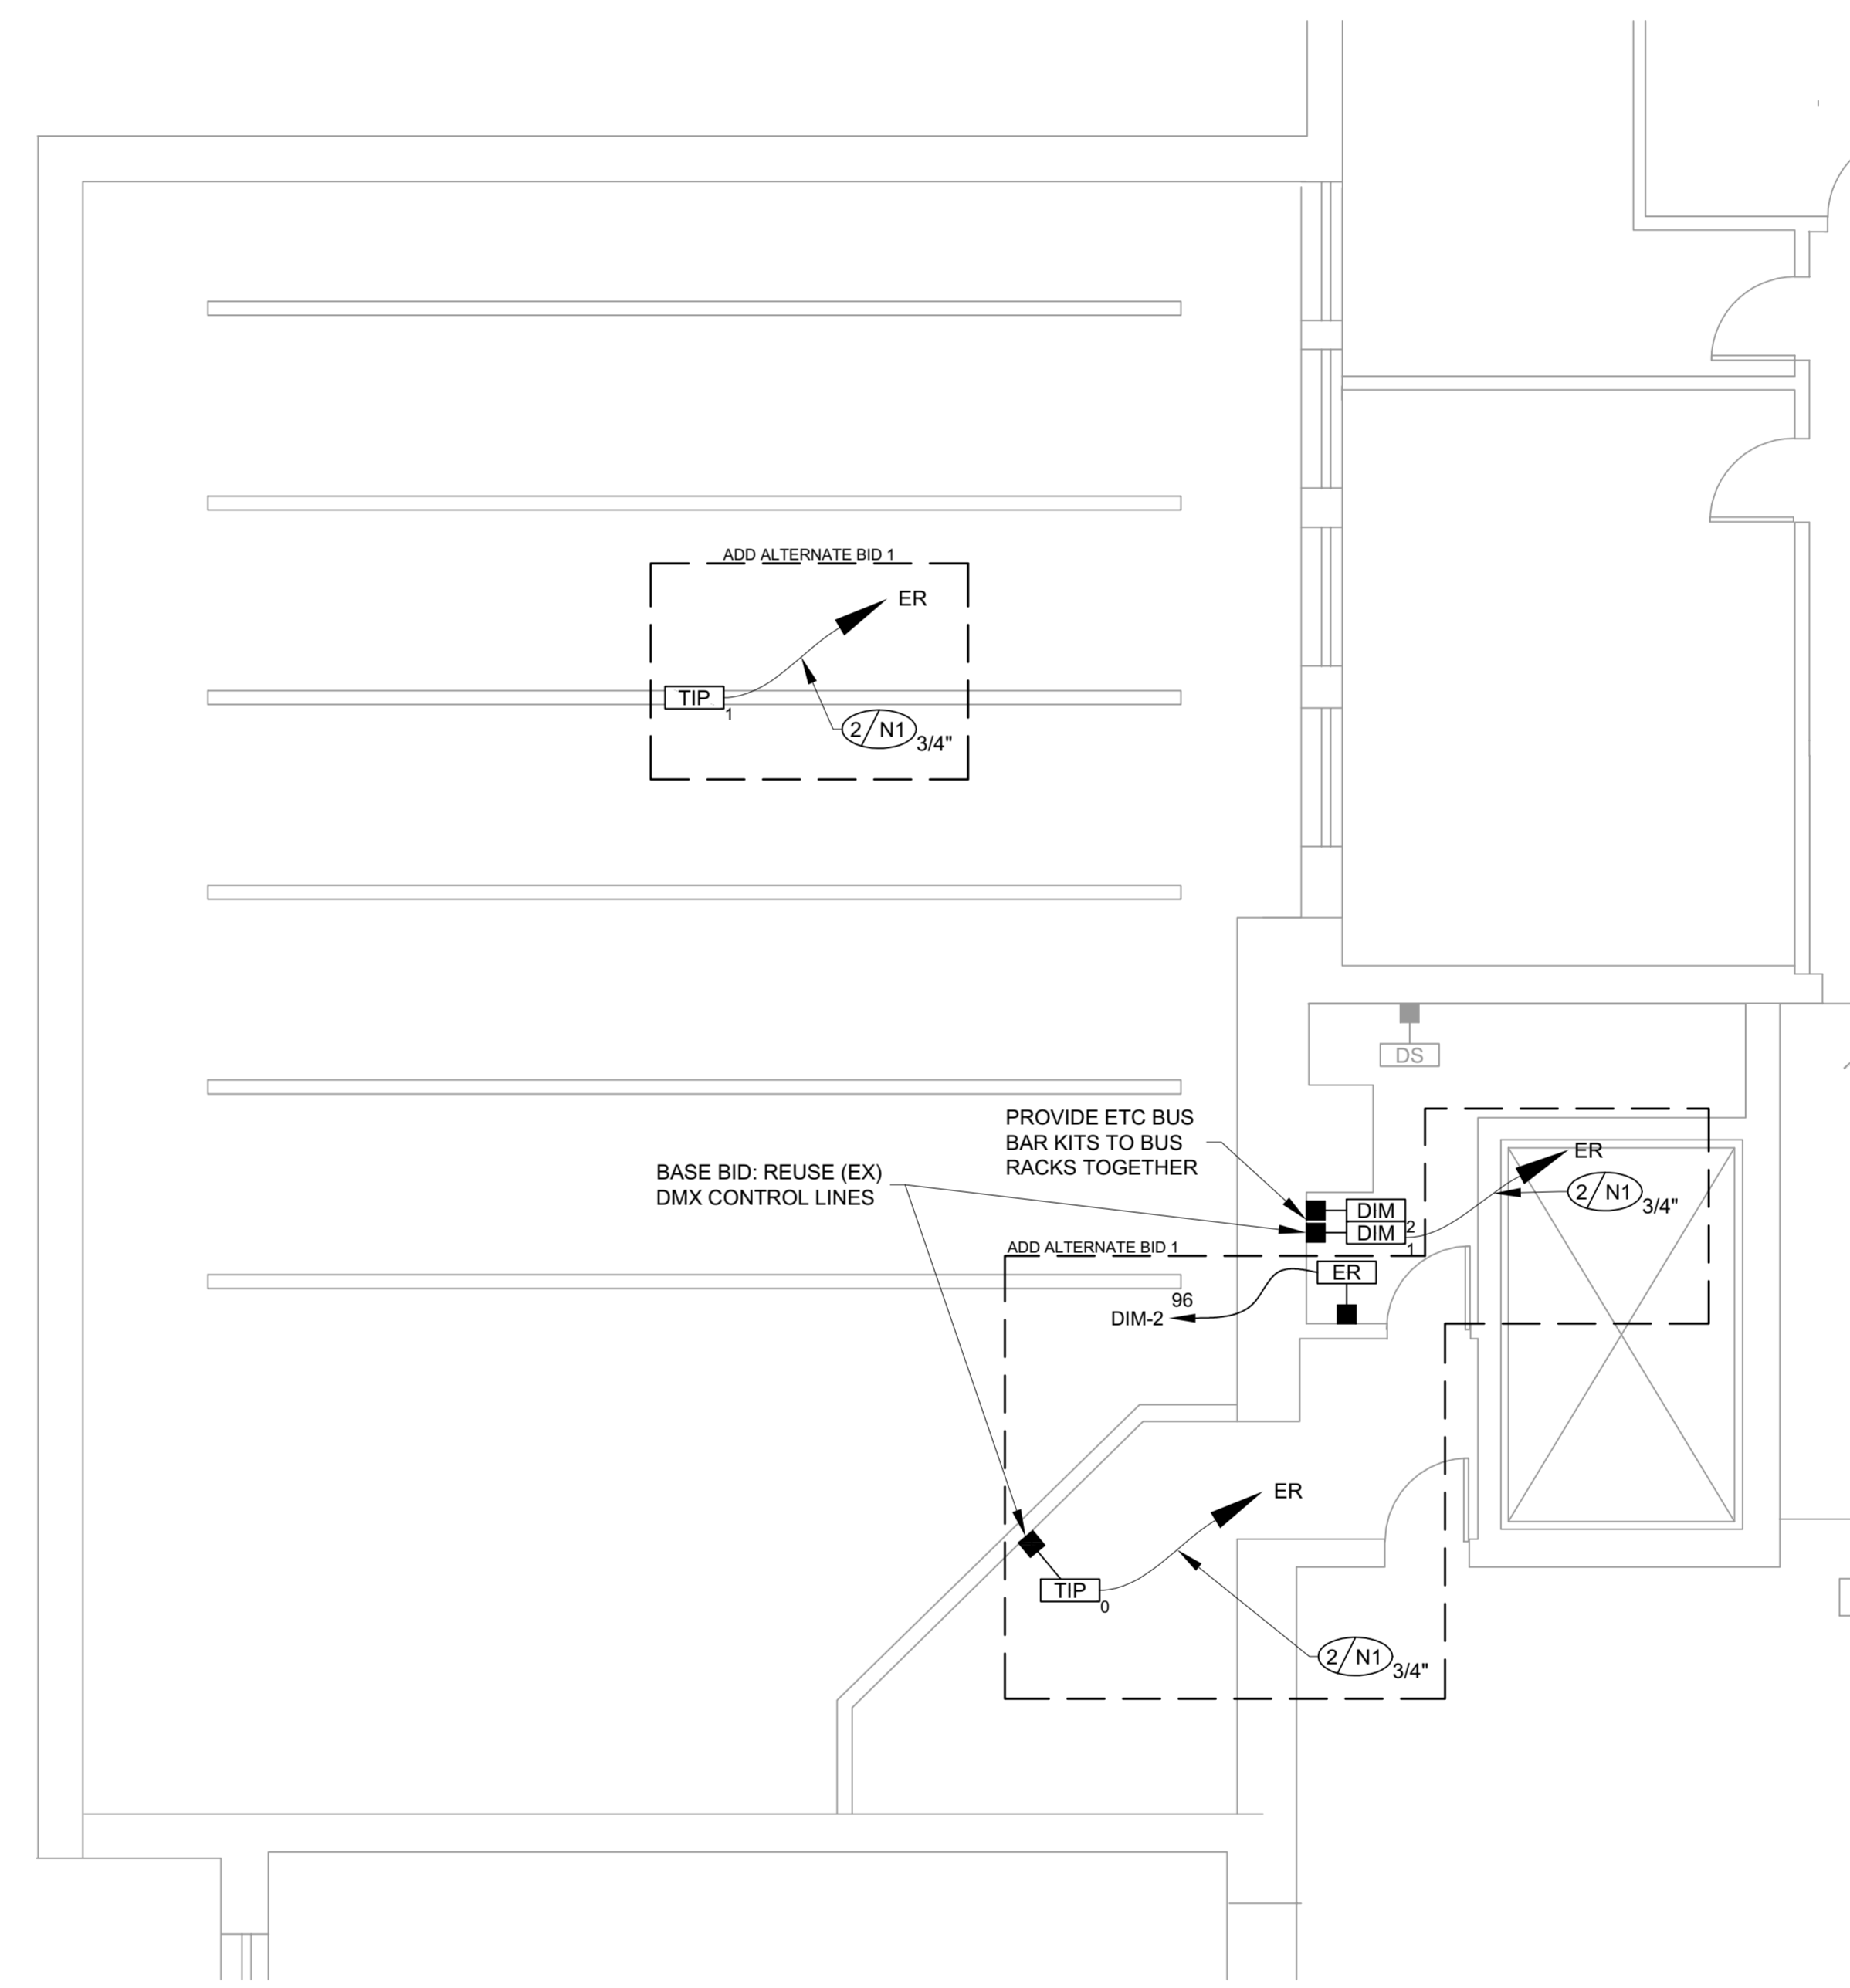 ADD ALTERNATE BID 1
ER
TIP
1
2/N1
3/4"
DS
PROVIDE ETC BUS
BAR KITS TO BUS
RACKS TOGETHER
BASE BID: REUSE (EX)
DMX CONTROL LINES
ER
2/N1
3/4"
DIM
2
DIM
1
ADD ALTERNATE BID 1
ER
96
DIM-2
ER
TIP
0
2/N1
3/4"